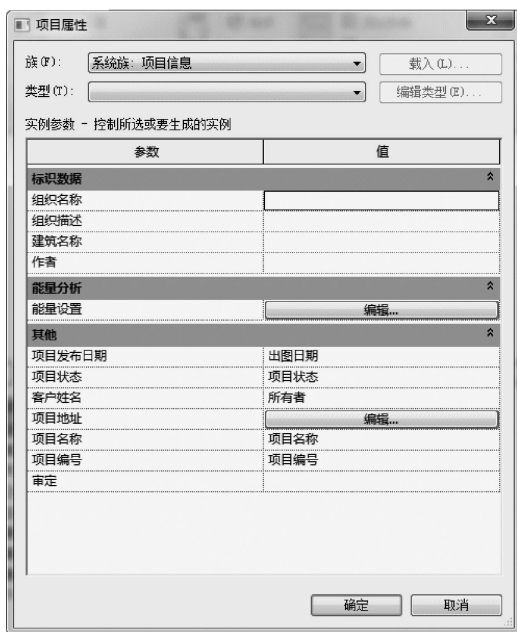 项目属性
族(F): 系统族: 项目信息 载入(L)...
类型(T): 编辑类型(E)...
实例参数 - 控制所选或要生成的实例
参数 值
标识数据
组织名称
组织描述
建筑名称
作者
能量分析
能量设置 编辑...
其他
项目发布日期 出图日期
项目状态 项目状态
客户姓名 所有者
项目地址 编辑...
项目名称 项目名称
项目编号 项目编号
审定
确定 取消